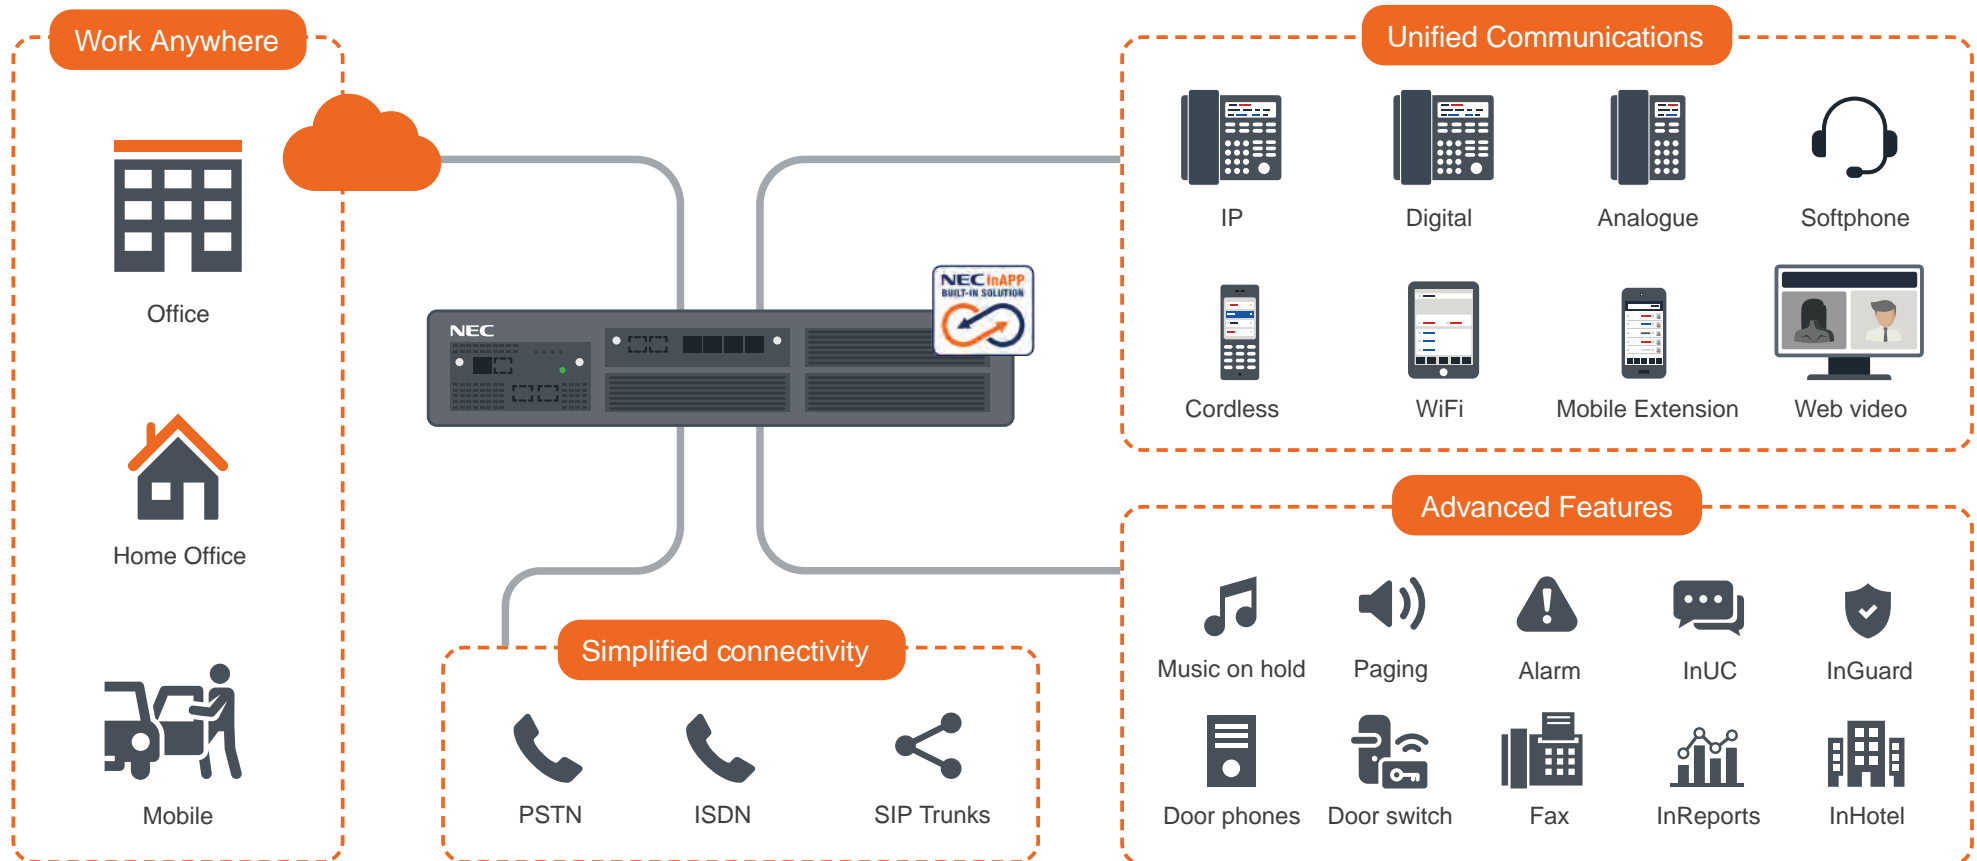 Work Anywhere
Office
Home Office
Mobile
NEC
NEC inAPP
BUILT-IN SOLUTION
Simplified connectivity
PSTN
ISDN
SIP Trunks
Unified Communications
IP
Digital
Analogue
Softphone
Cordless
WiFi
Mobile Extension
Web video
Advanced Features
Music on hold
Paging
Alarm
InUC
InGuard
Door phones
Door switch
Fax
InReports
InHotel